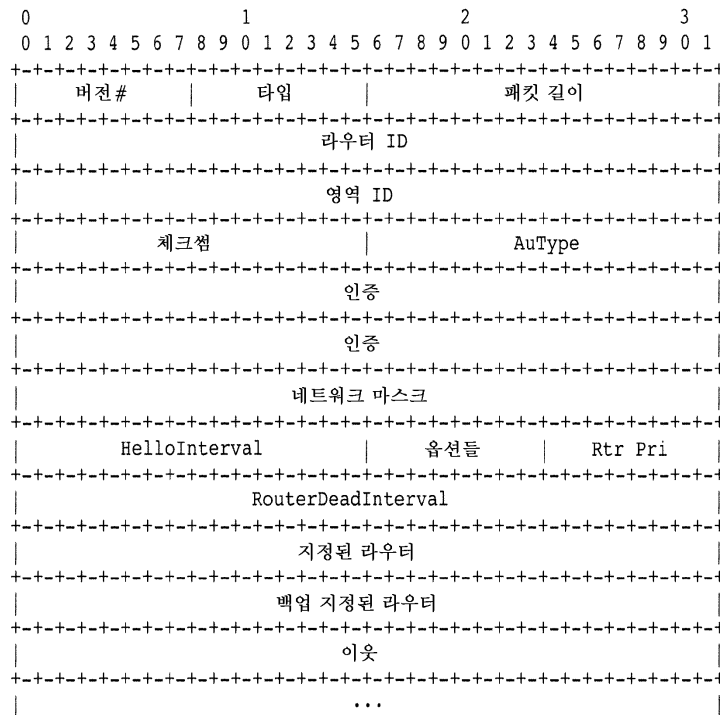 0                   1                   2                   3
0 1 2 3 4 5 6 7 8 9 0 1 2 3 4 5 6 7 8 9 0 1 2 3 4 5 6 7 8 9 0 1
+-+-+-+-+-+-+-+-+-+-+-+-+-+-+-+-+-+-+-+-+-+-+-+-+-+-+-+-+-+-+-+-+
| 버전# | 타입 | 패킷 길이 |
+-+-+-+-+-+-+-+-+-+-+-+-+-+-+-+-+-+-+-+-+-+-+-+-+-+-+-+-+-+-+-+-+
| 라우터 ID |
+-+-+-+-+-+-+-+-+-+-+-+-+-+-+-+-+-+-+-+-+-+-+-+-+-+-+-+-+-+-+-+-+
| 영역 ID |
+-+-+-+-+-+-+-+-+-+-+-+-+-+-+-+-+-+-+-+-+-+-+-+-+-+-+-+-+-+-+-+-+
| 체크썸 | AuType |
+-+-+-+-+-+-+-+-+-+-+-+-+-+-+-+-+-+-+-+-+-+-+-+-+-+-+-+-+-+-+-+-+
| 인증 |
+-+-+-+-+-+-+-+-+-+-+-+-+-+-+-+-+-+-+-+-+-+-+-+-+-+-+-+-+-+-+-+-+
| 인증 |
+-+-+-+-+-+-+-+-+-+-+-+-+-+-+-+-+-+-+-+-+-+-+-+-+-+-+-+-+-+-+-+-+
| 네트워크 마스크 |
+-+-+-+-+-+-+-+-+-+-+-+-+-+-+-+-+-+-+-+-+-+-+-+-+-+-+-+-+-+-+-+-+
| HelloInterval | 옵션들 | Rtr Pri |
+-+-+-+-+-+-+-+-+-+-+-+-+-+-+-+-+-+-+-+-+-+-+-+-+-+-+-+-+-+-+-+-+
| RouterDeadInterval |
+-+-+-+-+-+-+-+-+-+-+-+-+-+-+-+-+-+-+-+-+-+-+-+-+-+-+-+-+-+-+-+-+
| 지정된 라우터 |
+-+-+-+-+-+-+-+-+-+-+-+-+-+-+-+-+-+-+-+-+-+-+-+-+-+-+-+-+-+-+-+-+
| 백업 지정된 라우터 |
+-+-+-+-+-+-+-+-+-+-+-+-+-+-+-+-+-+-+-+-+-+-+-+-+-+-+-+-+-+-+-+-+
| 이웃 |
+-+-+-+-+-+-+-+-+-+-+-+-+-+-+-+-+-+-+-+-+-+-+-+-+-+-+-+-+-+-+-+-+
| ... |